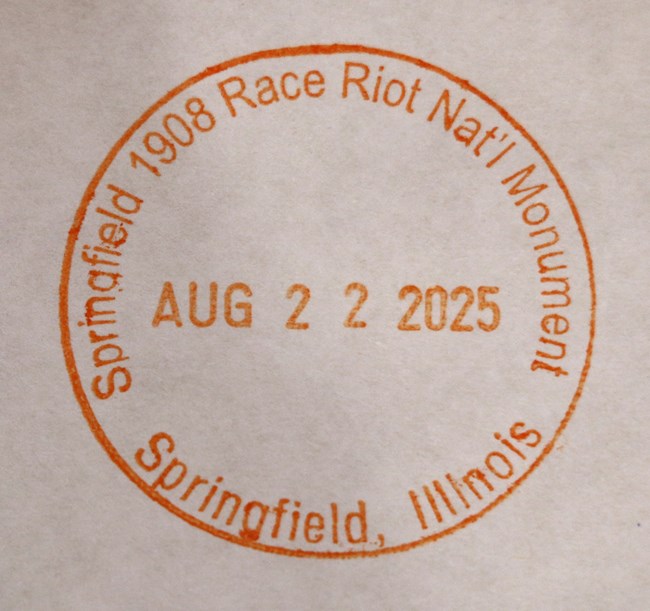 Springfield 1908 Race Riot Nat'l Monument
AUG 2 2 2025
Springfield, Illinois